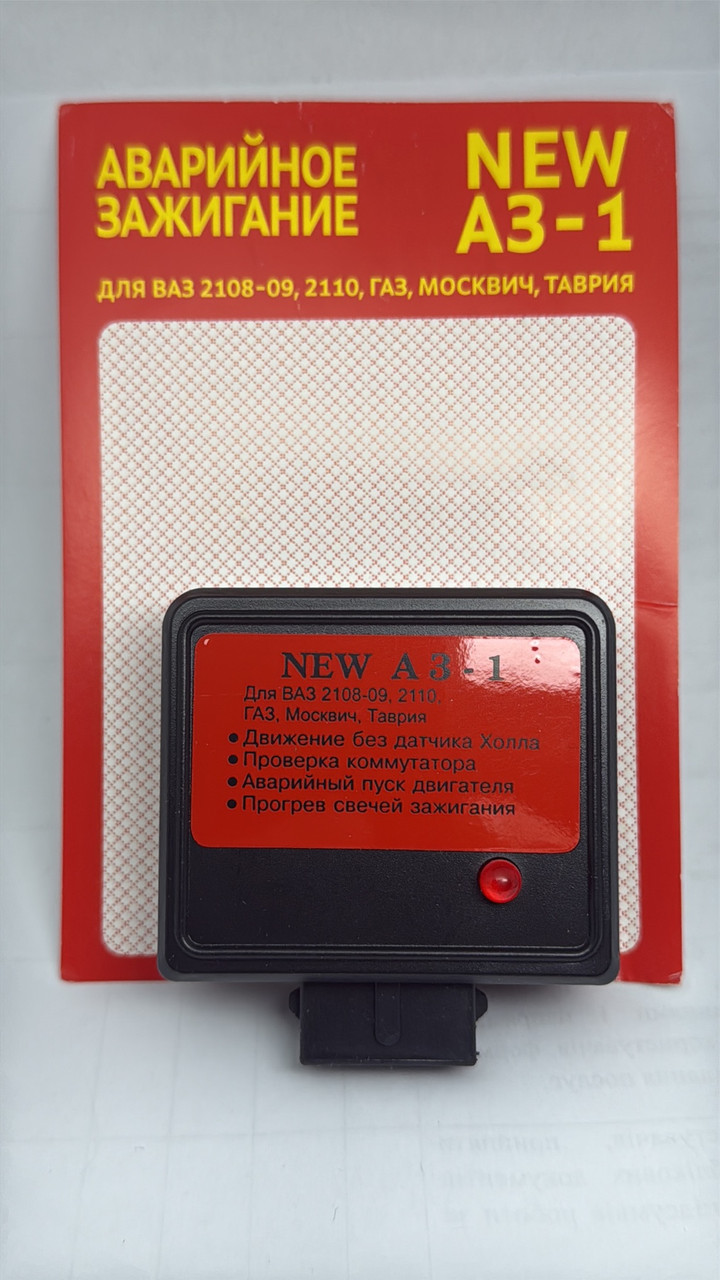 АВАРИЙНОЕ
ЗАЖИГАНИЕ
NEW
АЗ-1
ДЛЯ ВАЗ 2108-09, 2110, ГАЗ, МОСКВИЧ, ТАВРИЯ
NEW АЗ-1
Для ВАЗ 2108-09, 2110,
ГАЗ, Москвич, Таврия
• Движение без датчика Холла
• Проверка коммутатора
• Аварийный пуск двигателя
• Прогрев свечей зажигания